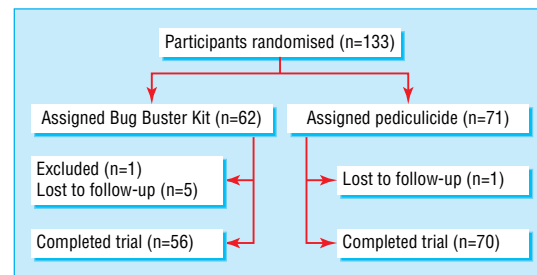 Participants randomised (n=133)
Assigned Bug Buster Kit (n=62)
Assigned pediculicide (n=71)
Excluded (n=1)
Lost to follow-up (n=5)
Lost to follow-up (n=1)
Completed trial (n=56)
Completed trial (n=70)